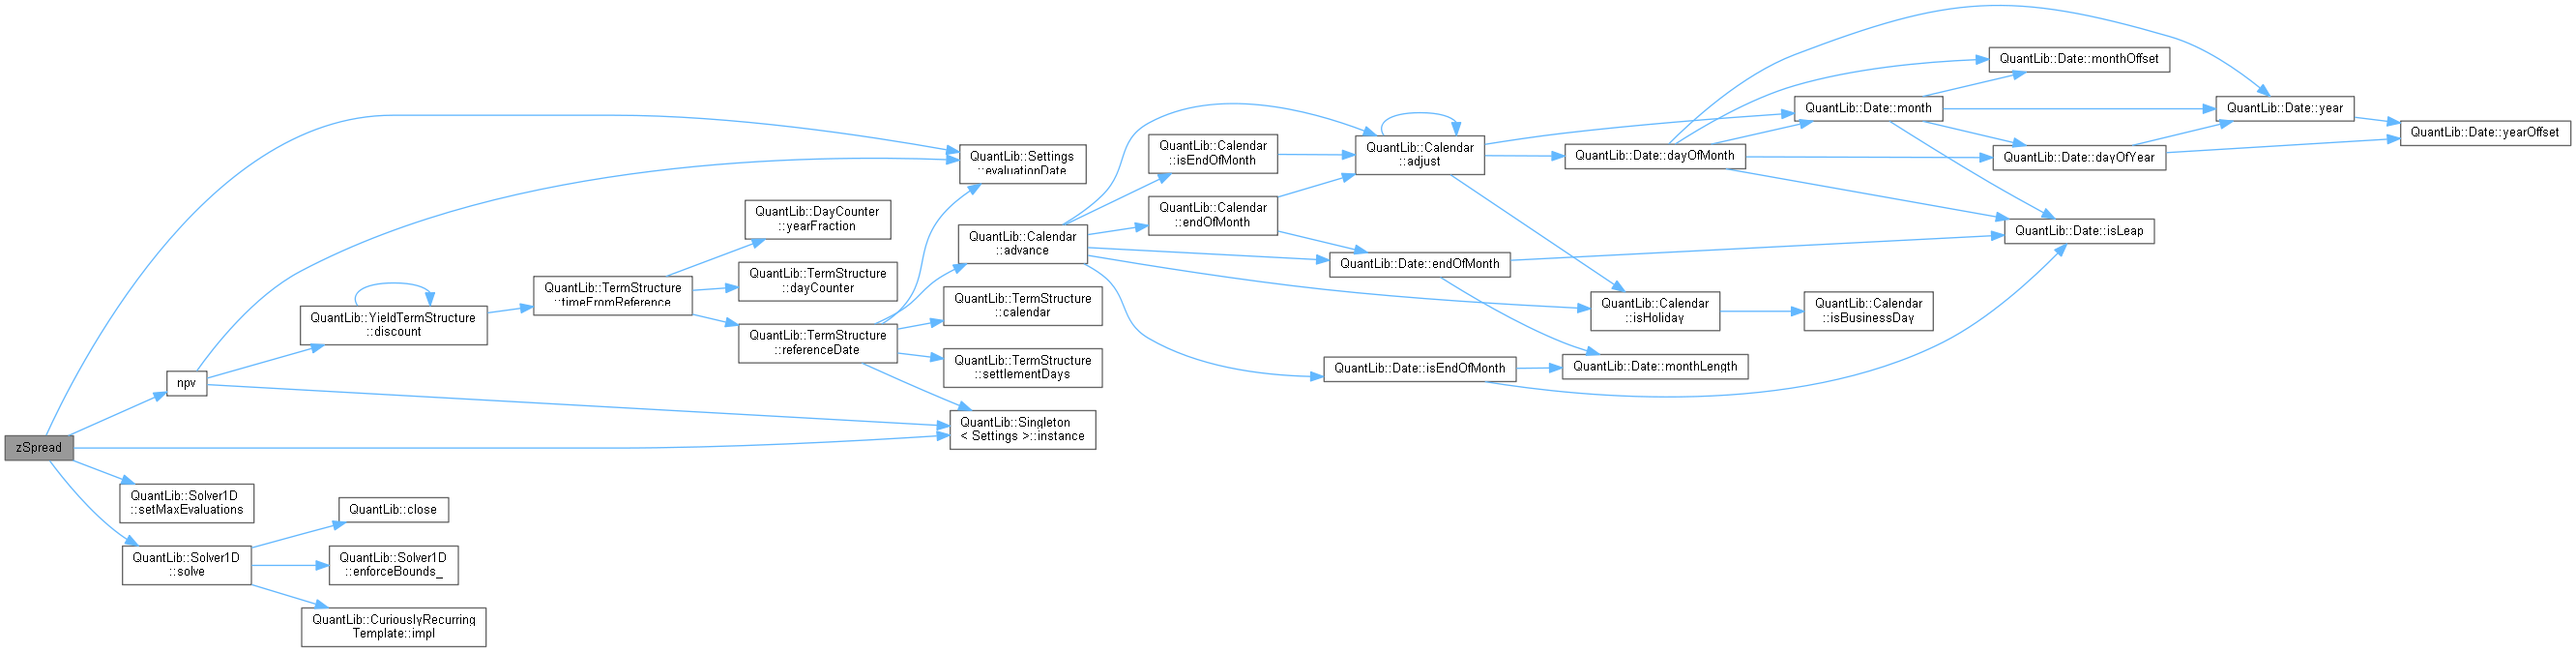 zSpread
npv
QuantLib::Solver1D
::setMaxEvaluations
QuantLib::Solver1D
::solve
QuantLib::YieldTermStructure
::discount
QuantLib::close
QuantLib::Solver1D
::enforceBounds_
QuantLib::CuriouslyRecurring
Template::impl
QuantLib::TermStructure
::timeFromReference
QuantLib::DayCounter
::yearFraction
QuantLib::TermStructure
::dayCounter
QuantLib::TermStructure
::referenceDate
QuantLib::Settings
::evaluationDate
QuantLib::Calendar
::advance
QuantLib::TermStructure
::calendar
QuantLib::TermStructure
::settlementDays
QuantLib::Singleton
< Settings >::instance
QuantLib::Calendar
::isEndOfMonth
QuantLib::Calendar
::endOfMonth
QuantLib::Calendar
::adjust
QuantLib::Date::endOfMonth
QuantLib::Date::isEndOfMonth
QuantLib::Date::dayOfMonth
QuantLib::Calendar
::isHoliday
QuantLib::Date::monthLength
QuantLib::Date::month
QuantLib::Calendar
::isBusinessDay
QuantLib::Date::monthOffset
QuantLib::Date::dayOfYear
QuantLib::Date::isLeap
QuantLib::Date::year
QuantLib::Date::yearOffset